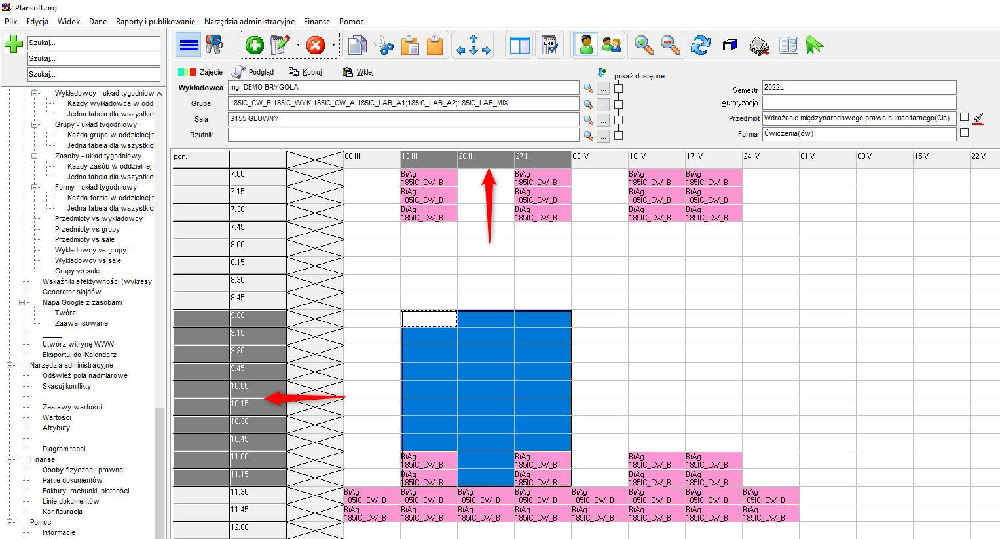 Plansoft.org
Plik Edycja Widok Dane Raporty i publikowanie Narzędzia administracyjne Finanse Pomoc
Szukaj...
Szukaj...
Szukaj...
WGS
Zajęcie Podgląd Kopiuj Wklej
pokaż dostępne
Wykładowca mgr DEMO BRYGOŁA
Grupa 185IC_CW_B;185IC_WYK;185IC_CW_A;185IC_LAB_A1;185IC_LAB_A2;185IC_LAB_MIX
Sala S155 GLOWNY
Rzutnik
Semestr 2022L
Autoryzacja
Przedmiot Wdrażanie międzynarodowego prawa humanitarnego(Cle)
Forma Ćwiczenia(ćw)
Wykładowcy - układ tygodniow
Każdy wykładowca w odd
Jedna tabela dla wszystkic
Grupy - układ tygodniowy
Każda grupa w oddzielnej t
Jedna tabela dla wszystkic
Zasoby - układ tygodniowy
Każdy zasób w oddzielnej
Jedna tabela dla wszystkic
Formy - układ tygodniowy
Każda forma w oddzielnej t
Jedna tabela dla wszystkic
Przedmioty vs wykładowcy
Przedmioty vs grupy
Przedmioty vs sale
Wykładowcy vs grupy
Wykladowcy vs sale
Grupy vs sale
Wskaźniki efektywności (wykresy
Generator slajdów
Mapa Google z zasobami
Twórz
Zaawansowane
Utwórz witrynę WWW
Eksportuj do iKalendarz
Narzędzia administracyjne
Odśwież pola nadmiarowe
Skasuj konflikty
Zestawy wartości
Wartości
Atrybuty
Diagram tabel
Finanse
Osoby fizyczne i prawne
Partie dokumentów
Faktury, rachunki, płatności
Linie dokumentów
Konfiguracja
Pomoc
Informacje
pon. 06 III 13 III 20 III 27 III 03 IV 10 IV 17 IV 24 IV 01 V 08 V 15 V 22 V
7.00 BrAg BrAg BrAg BrAg
185IC_CW_B 185IC_CW_B 185IC_CW_B 185IC_CW_B
7.15 BrAg BrAg BrAg BrAg
185IC_CW_B 185IC_CW_B 185IC_CW_B 185IC_CW_B
7.30 BrAg BrAg BrAg BrAg
185IC_CW_B 185IC_CW_B 185IC_CW_B 185IC_CW_B
7.45
8.00
8.15
8.30
8.45
9.00
9.15
9.30
9.45
10.00
10.15
10.30
10.45
11.00 BrAg BrAg BrAg BrAg
185IC_CW_B 185IC_CW_B 185IC_CW_B 185IC_CW_B
11.15 BrAg BrAg BrAg BrAg
185IC_CW_B 185IC_CW_B 185IC_CW_B 185IC_CW_B
11.30 BrAg BrAg BrAg BrAg BrAg BrAg BrAg BrAg
185IC_CW_B 185IC_CW_B 185IC_CW_B 185IC_CW_B 185IC_CW_B 185IC_CW_B 185IC_CW_B 185IC_CW_B
11.45 BrAg BrAg BrAg BrAg BrAg BrAg BrAg BrAg
185IC_CW_B 185IC_CW_B 185IC_CW_B 185IC_CW_B 185IC_CW_B 185IC_CW_B 185IC_CW_B 185IC_CW_B
12.00